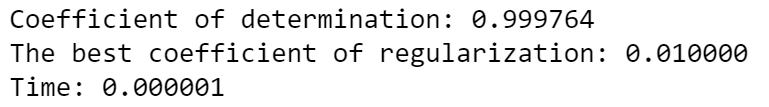 Coefficient of determination: 0.999764
The best coefficient of regularization: 0.010000
Time: 0.000001